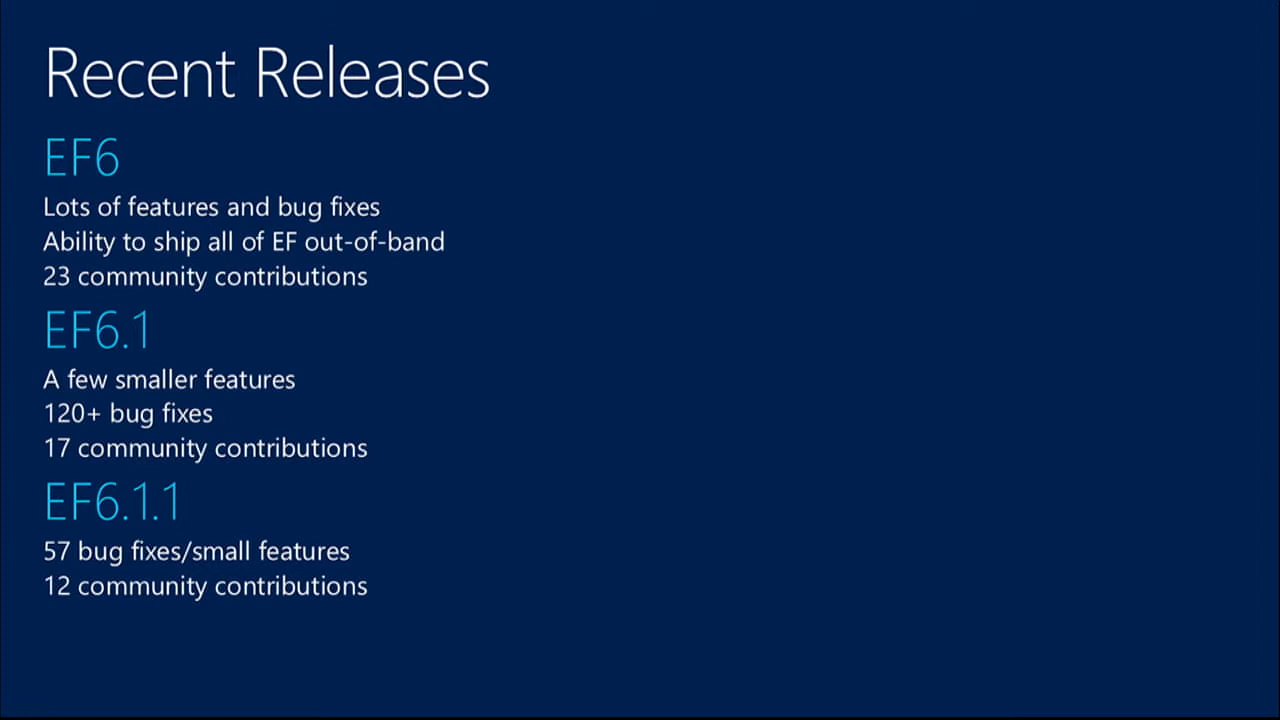 Recent Releases
EF6
Lots of features and bug fixes
Ability to ship all of EF out-of-band
23 community contributions
EF6.1
A few smaller features
120+ bug fixes
17 community contributions
EF6.1.1
57 bug fixes/small features
12 community contributions